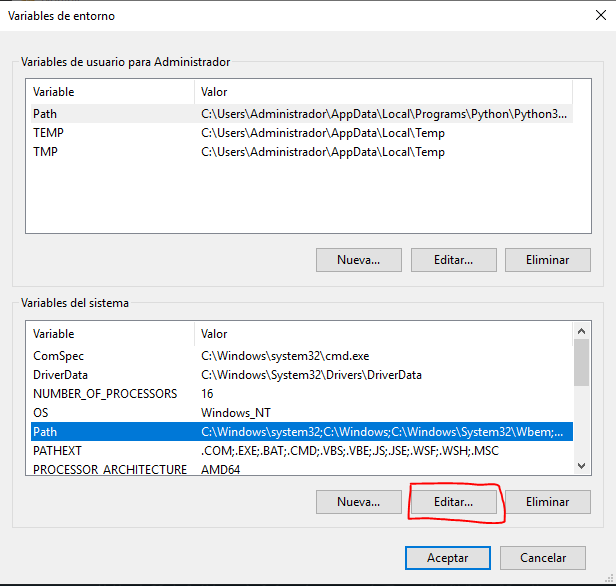 Variables de entorno
Variables de usuario para Administrador
Variable Valor
Path C:\Users\Administrador\AppData\Local\Programs\Python\Python3...
TEMP C:\Users\Administrador\AppData\Local\Temp
TMP C:\Users\Administrador\AppData\Local\Temp
Nueva... Editar... Eliminar
Variables del sistema
Variable Valor
ComSpec C:\Windows\system32\cmd.exe
DriverData C:\Windows\System32\Drivers\DriverData
NUMBER_OF_PROCESSORS 16
OS Windows_NT
Path C:\Windows\system32;C:\Windows;C:\Windows\System32\Wbem;...
PATHEXT .COM;.EXE;.BAT;.CMD;.VBS;.VBE;.JS;.JSE;.WSF;.WSH;.MSC
PROCESSOR_ARCHITECTURE AMD64
Nueva... Editar... Eliminar
Aceptar Cancelar